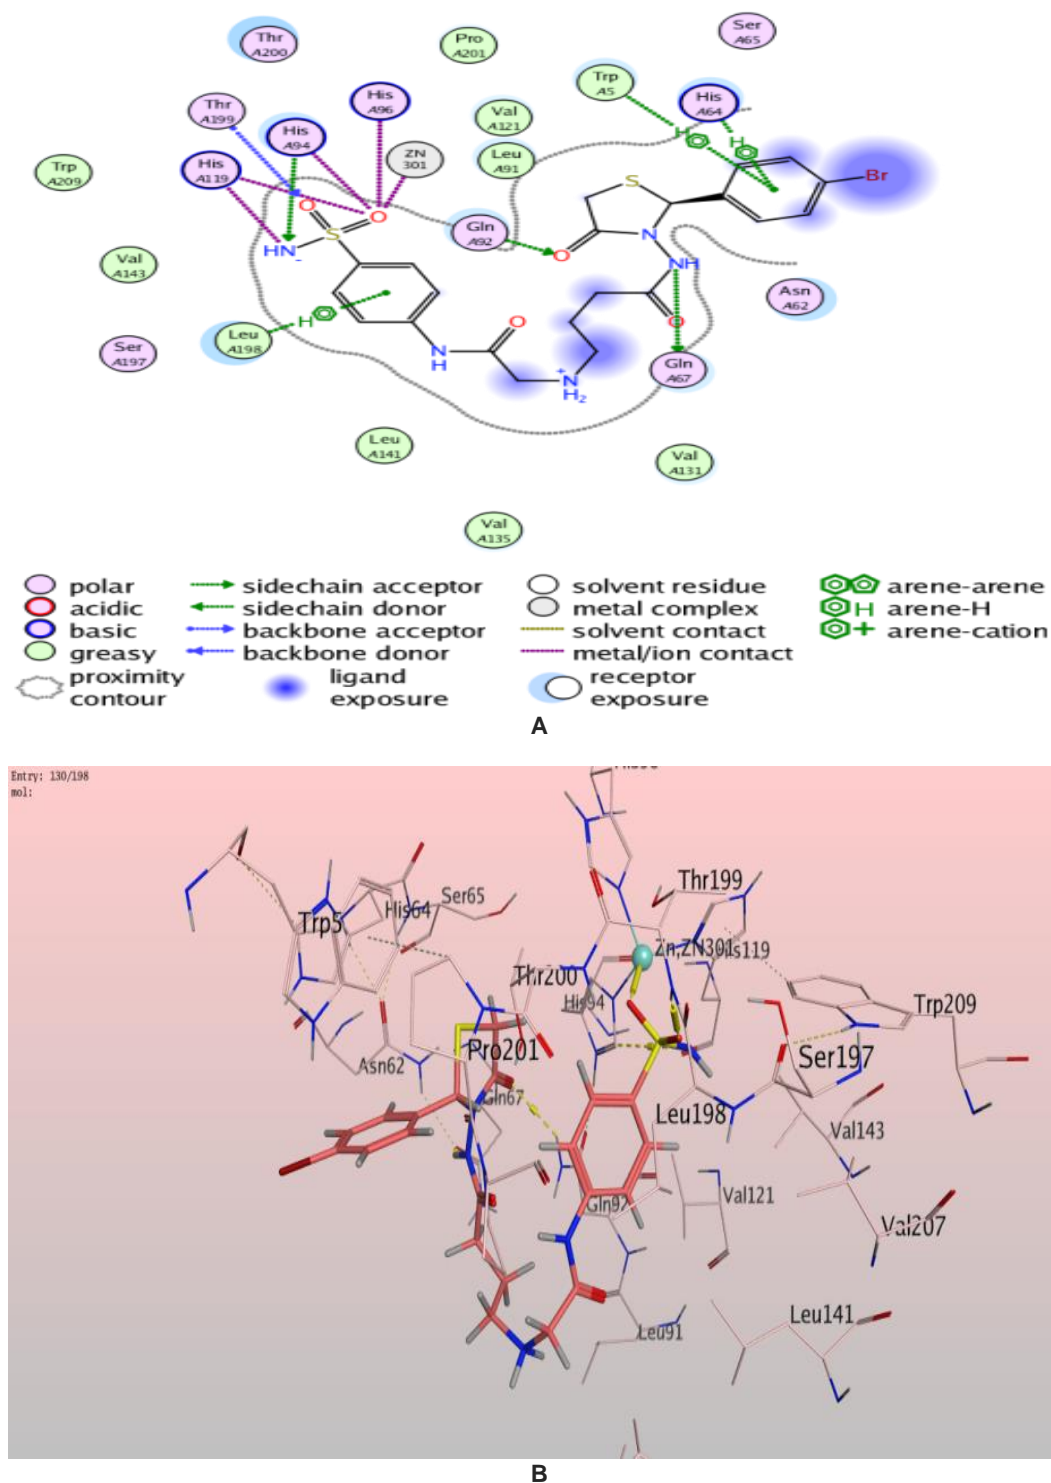 Thr
A200
Pro
A201
Ser
A65
Trp
A5
His
A64
His
A96
Thr
A199
Val
A121
His
A94
ZN
301
Leu
A91
Trp
A209
His
A119
H
H
Br
S
O
O
S
HN
-
Gln
A92
O
N
NH
Val
A143
Asn
A62
H
Leu
A198
O
O
Ser
A197
N
H
N
+
H2
Gln
A67
Leu
A141
Val
A131
Val
A135
polar
sidechain acceptor
solvent residue
arene-arene
acidic
sidechain donor
metal complex
H arene-H
basic
backbone acceptor
solvent contact
+ arene-cation
greasy
backbone donor
metal/ion contact
proximity
contour
ligand
exposure
receptor
exposure
A
Entry: 130/198
mol:
Thr199
Ser65
His64
Trp5
Zn,ZN301
His119
Thr200
His94
Trp209
Pro201
Ser197
Asn62
Gln67
Leu198
Val143
Val121
Gln92
Val207
Leu141
Leu91
B